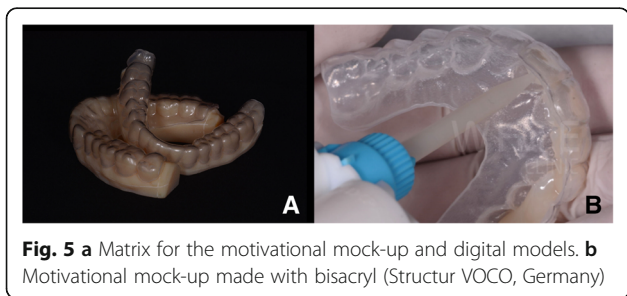 A
B
Fig. 5 a Matrix for the motivational mock-up and digital models. b
Motivational mock-up made with bisacryl (Structur VOCO, Germany)